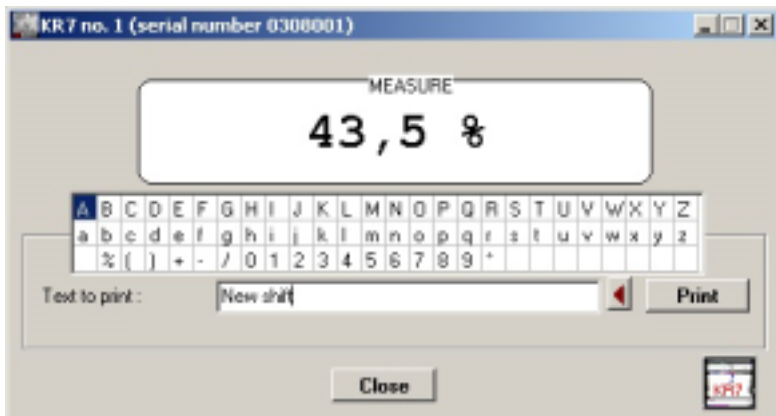 KR7 no. 1 (serial number 0308001)
MEASURE
43,5 %
A B C D E F G H I J K L M N O P Q R S T U V W X Y Z
a b c d e f g h i j k l m n o p q r s t u v w x y z
% ( ) + - / 0 1 2 3 4 5 6 7 8 9 *
Text to print : New shift Print
Close
KR7